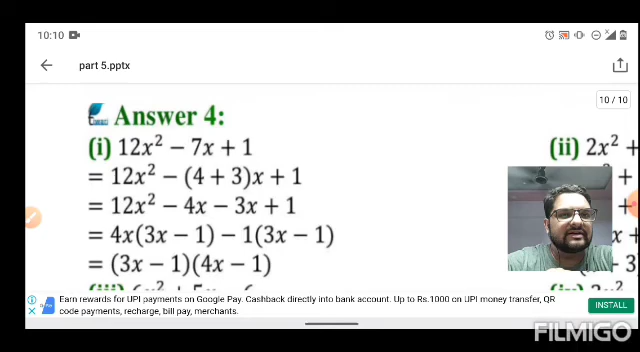 10:10
part 5.pptx
10/10
Answer 4:
(i) 12x² − 7x + 1
(ii) 2x² +
= 12x² − (4 + 3)x + 1
+
= 12x² − 4x − 3x + 1
+
= 4x(3x − 1) − 1(3x − 1)
x +
= (3x − 1)(4x − 1)
- 3
Earn rewards for UPI payments on Google Pay. Cashback directly into bank account. Up to Rs.1000 on UPI money transfer, QR
code payments, recharge, bill pay, merchants.
INSTALL
FILMIGO